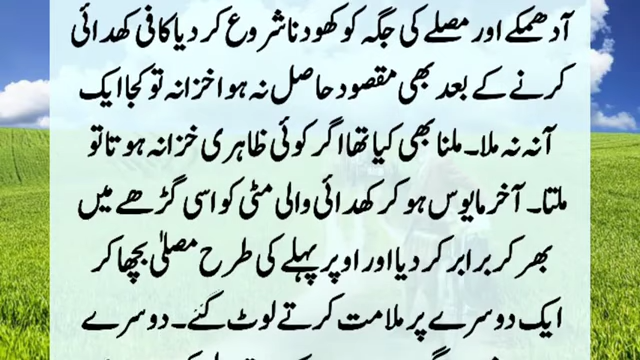 آدھمکے اور مصلے کی جگہ کو کھودنا شروع کر دیا کافی کھدائی
کرنے کے بعد بھی مقصود حاصل نہ ہوا خزانہ تو کجا ایک
آنہ نہ ملا۔ ملنا بھی کیا تھا اگر کوئی ظاہری خزانہ ہوتا تو
ملتا۔ آخر مایوس ہو کر کھدائی والی مٹی کو اسی گڑھے میں
بھر کر برابر کر دیا اور اوپر پہلے کی طرح مصلیٰ بچھا کر
ایک دوسرے پر ملامت کرتے لوٹ گئے۔ دوسرے